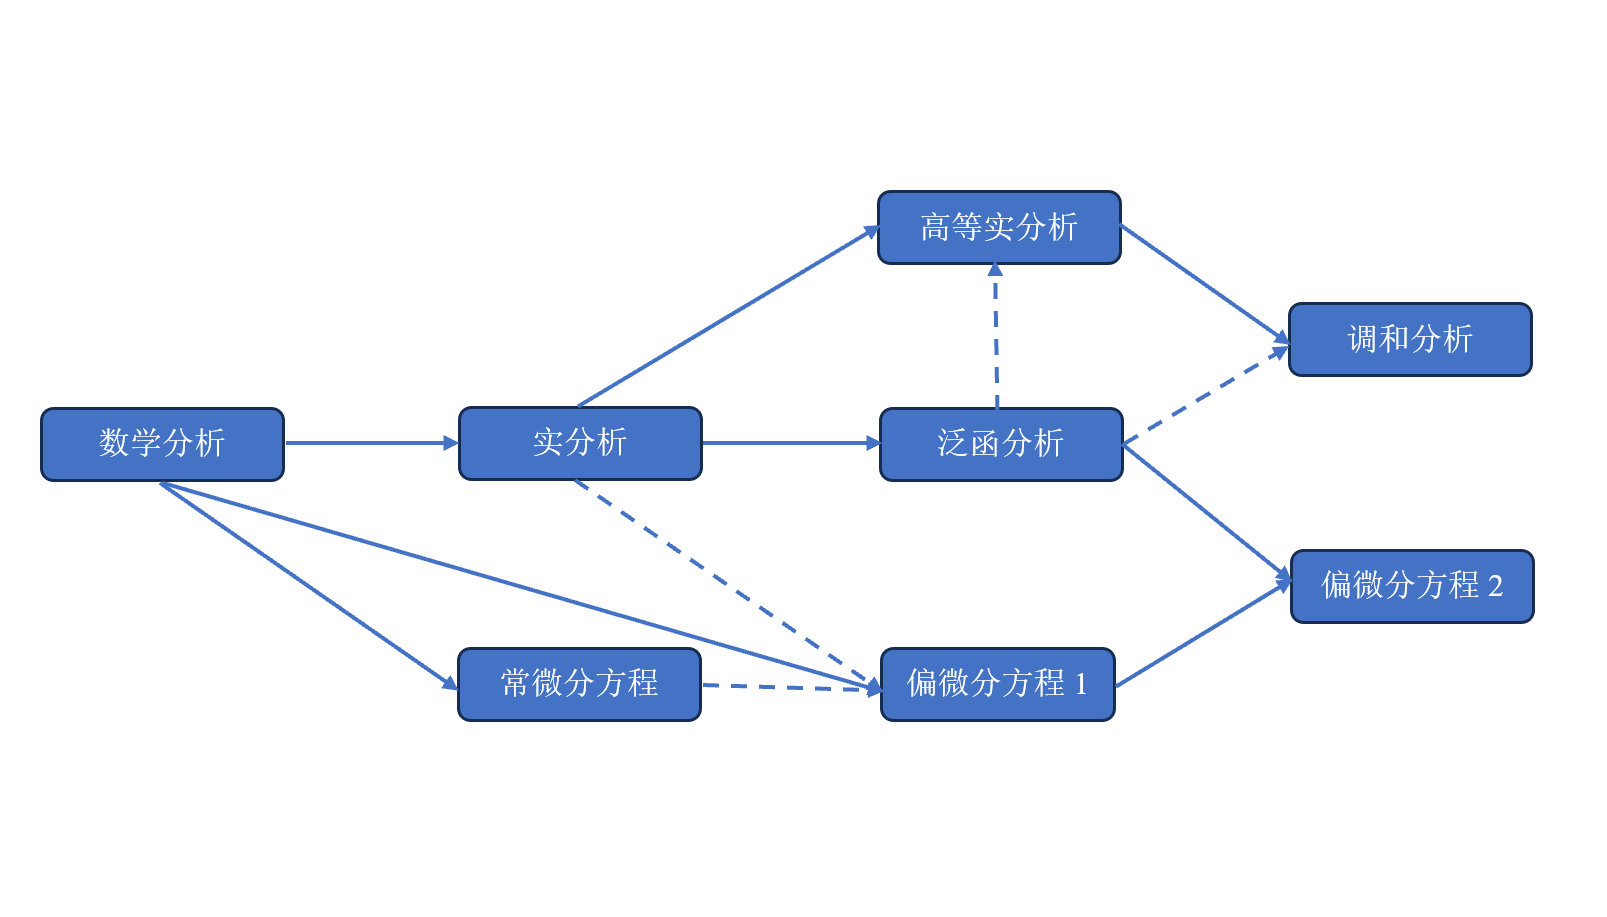 高等实分析
调和分析
数学分析
实分析
泛函分析
偏微分方程 2
常微分方程
偏微分方程 1